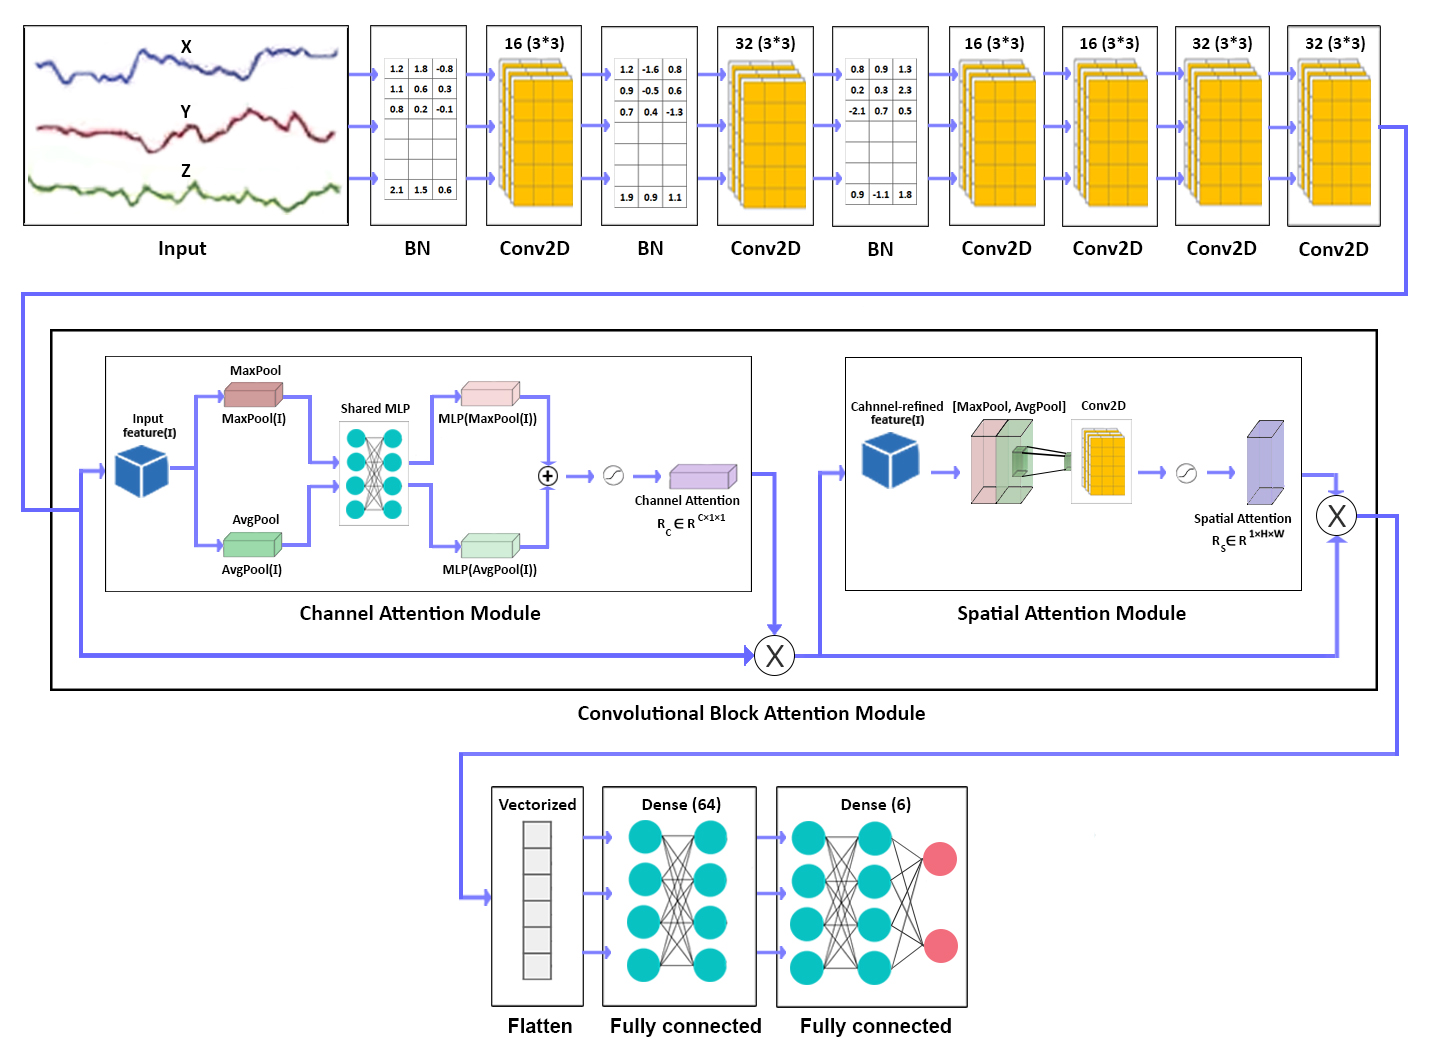 X
Y
Z
Input
1.2 1.8 -0.8
1.1 0.6 0.3
0.8 0.2 -0.1
2.1 1.5 0.6
BN
16 (3*3)
Conv2D
1.2 -1.6 0.8
0.9 -0.5 0.6
0.7 0.4 -1.3
1.9 0.9 1.1
BN
32 (3*3)
Conv2D
0.8 0.9 1.3
0.2 0.3 2.3
-2.1 0.7 0.5
0.9 -1.1 1.8
BN
16 (3*3)
Conv2D
16 (3*3)
Conv2D
32 (3*3)
Conv2D
32 (3*3)
Conv2D
Input
feature(I)
MaxPool
MaxPool(I)
AvgPool
AvgPool(I)
Shared MLP
MLP(MaxPool(I))
MLP(AvgPool(I))
+
Channel Attention
R_C ∈ R^C×1×1
Channel Attention Module
X
Cahnnel-refined
feature(I)
[MaxPool, AvgPool]
Conv2D
Spatial Attention
R_S ∈ R^1×H×W
Spatial Attention Module
X
Convolutional Block Attention Module
Vectorized
Flatten
Dense (64)
Fully connected
Dense (6)
Fully connected